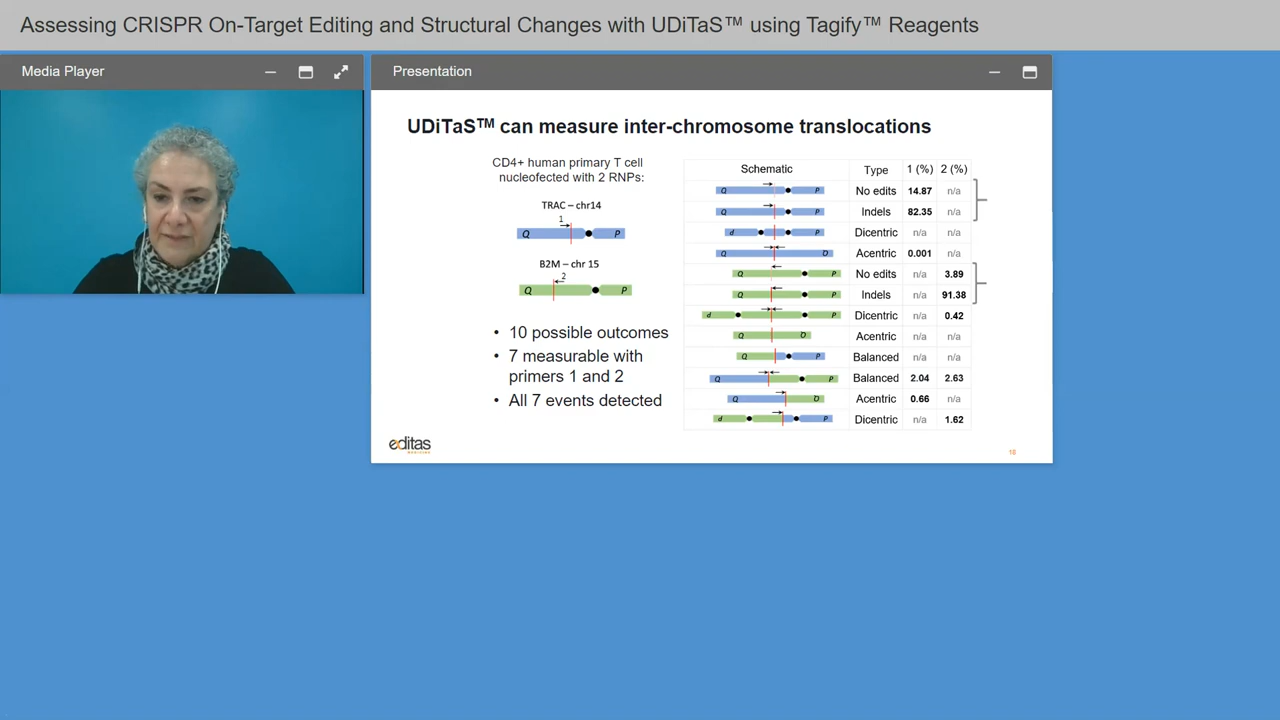 Assessing CRISPR On-Target Editing and Structural Changes with UDiTaS™ using Tagify™ Reagents
Media Player
Presentation
UDiTaS™ can measure inter-chromosome translocations
CD4+ human primary T cell
nucleofected with 2 RNPs:
TRAC – chr14
1
Q P
B2M – chr 15
2
Q P
• 10 possible outcomes
• 7 measurable with
primers 1 and 2
• All 7 events detected
Schematic Type 1 (%) 2 (%)
Q P No edits 14.87 n/a
Q P Indels 82.35 n/a
d P Dicentric n/a n/a
Q Q Acentric 0.001 n/a
Q P No edits n/a 3.89
Q P Indels n/a 91.38
d P Dicentric n/a 0.42
Q Q Acentric n/a n/a
Q P Balanced n/a n/a
Q P Balanced 2.04 2.63
Q Q Acentric 0.66 n/a
d P Dicentric n/a 1.62
editas
MEDICINE